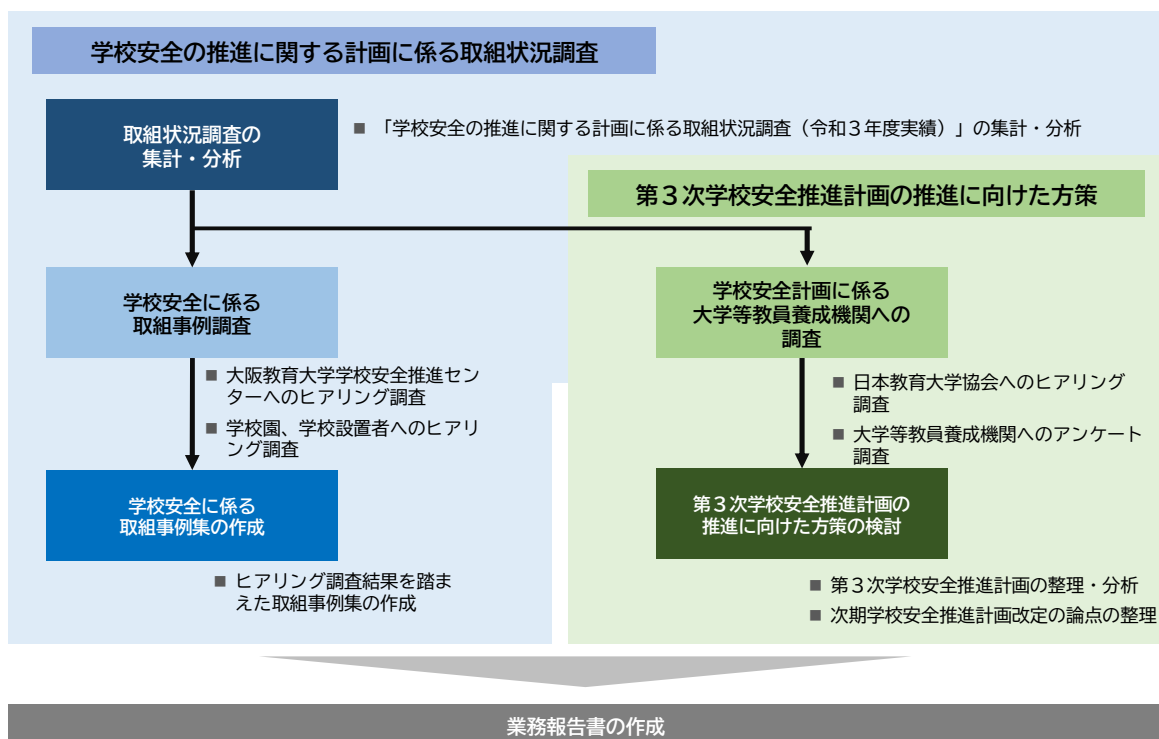 学校安全の推進に関する計画に係る取組状況調査
取組状況調査の
集計・分析
■ 「学校安全の推進に関する計画に係る取組状況調査（令和３年度実績）」の集計・分析
第３次学校安全推進計画の推進に向けた方策
学校安全に係る
取組事例調査
学校安全計画に係る
大学等教員養成機関への
調査
■ 大阪教育大学学校安全推進セン
ターへのヒアリング調査
■ 学校園、学校設置者へのヒアリ
ング調査
■ 日本教育大学協会へのヒアリング
調査
■ 大学等教員養成機関へのアンケート
調査
学校安全に係る
取組事例集の作成
第３次学校安全推進計画の
推進に向けた方策の検討
■ ヒアリング調査結果を踏ま
えた取組事例集の作成
■ 第３次学校安全推進計画の整理・分析
■ 次期学校安全推進計画改定の論点の整理
業務報告書の作成